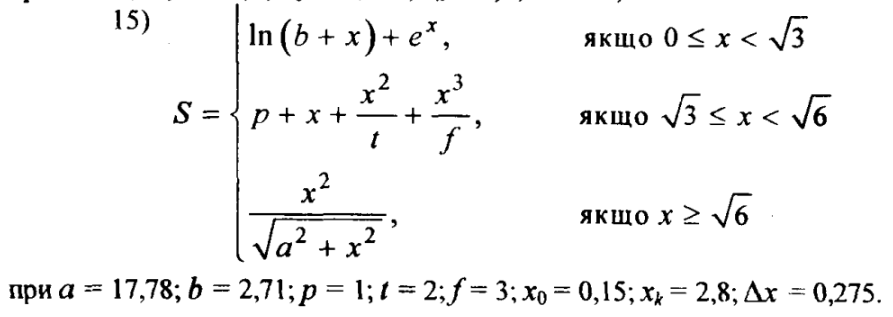 15)
ln(b + x) + e^x, якщо 0 ≤ x < √3
S = { p + x + x²/t + x³/f, якщо √3 ≤ x < √6
x²/√(a² + x²), якщо x ≥ √6
при a = 17,78; b = 2,71; p = 1; t = 2; f = 3; x₀ = 0,15; xₖ = 2,8; Δx = 0,275.